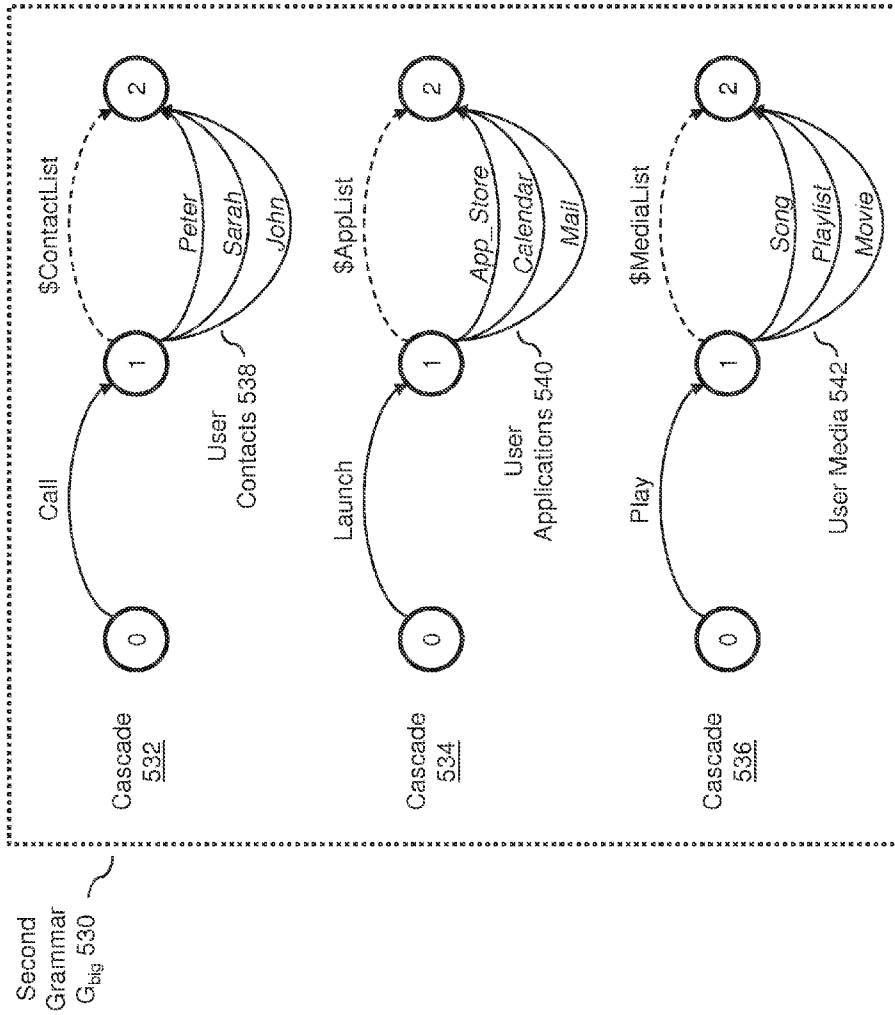 Second
Grammar
G_big 530
Cascade
532
0
Call
1
User
Contacts 538
$ContactList
Peter
Sarah
John
2
Cascade
534
0
Launch
1
User
Applications 540
$AppList
App_Store
Calendar
Mail
2
Cascade
536
0
Play
1
User Media 542
$MediaList
Song
Playlist
Movie
2